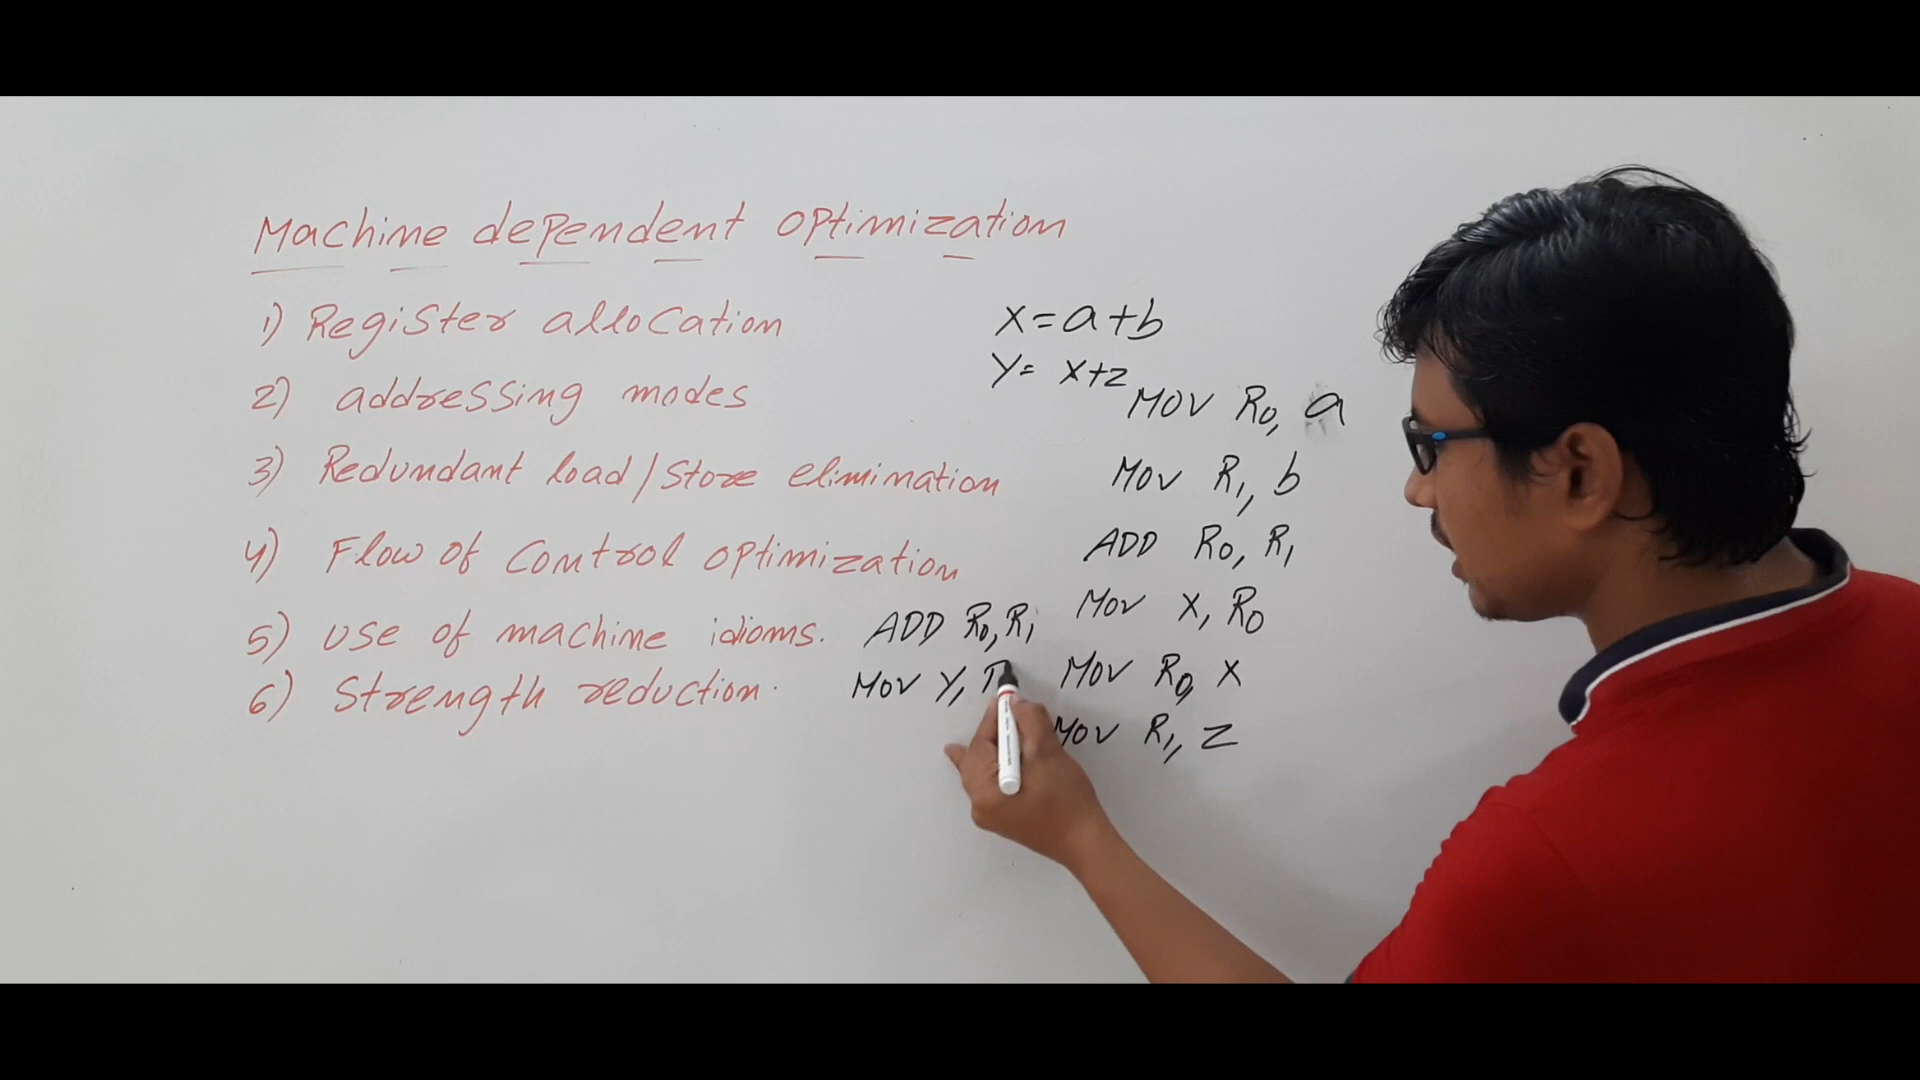 Machine dependent optimization
1) Register allocation
2) addressing modes
3) Redundant load/store elimination
4) Flow of control optimization
5) use of machine idioms.
6) Strength reduction.
X=a+b
Y= X+Z
MOV R0, a
MOV R1, b
ADD R0, R1
MOV X, R0
MOV R0, X
MOV R1, Z
ADD R0, R1
MOV Y,